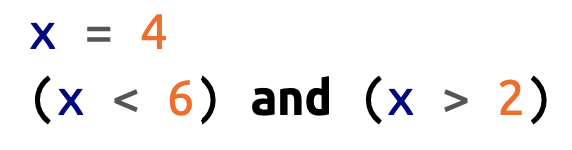 x = 4
(x < 6) and (x > 2)